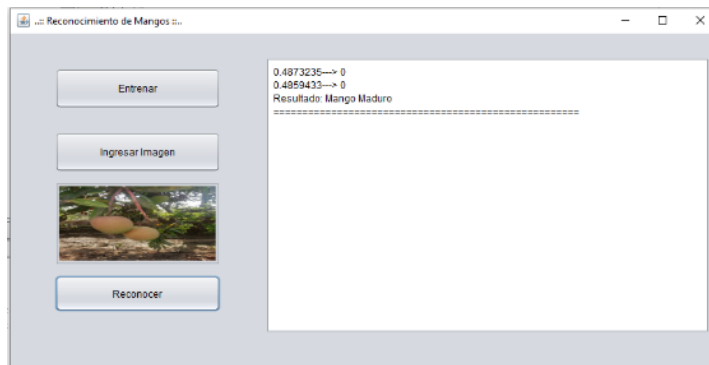 ..:: Reconocimiento de Mangos ::..
Entrenar
Ingresar Imagen
Reconocer
0.4873235---> 0
0.4859433---> 0
Resultado: Mango Maduro
=====================================================